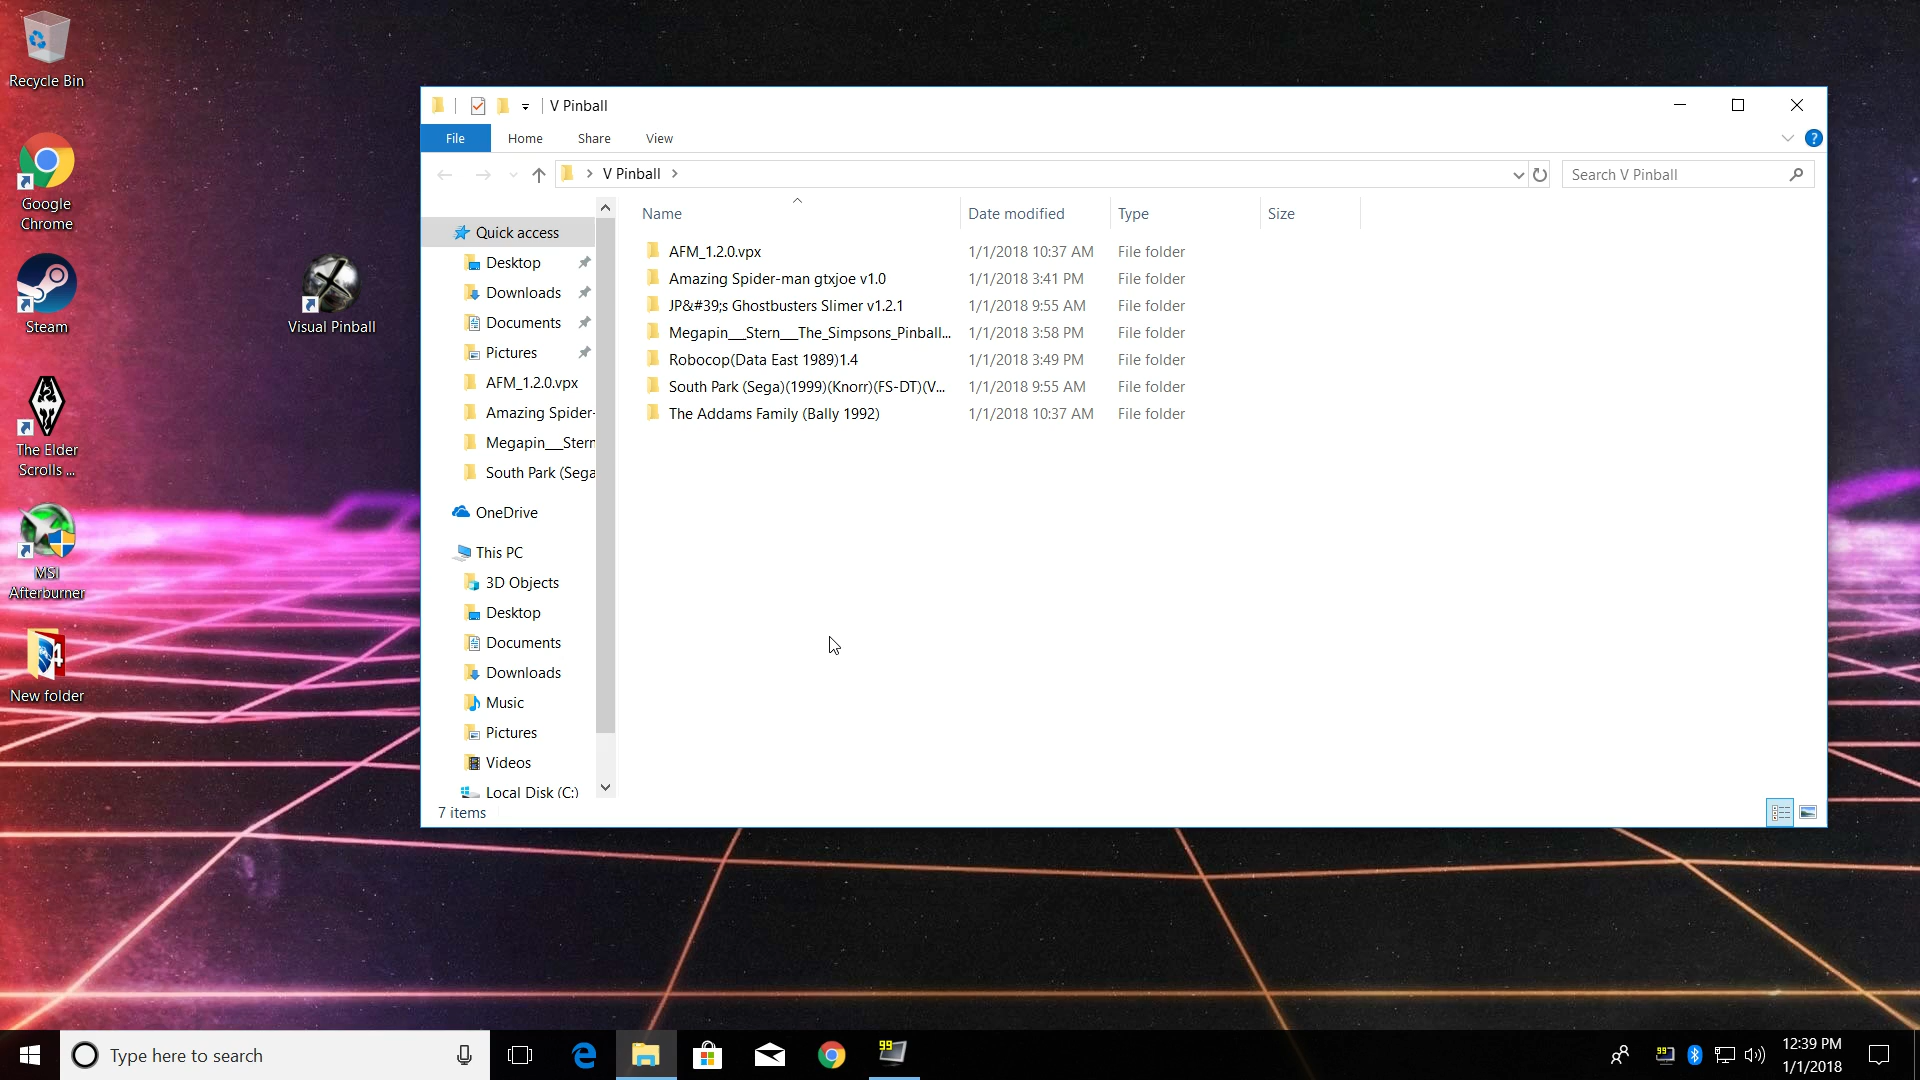 Recycle Bin
Google
Chrome
Steam
The Elder
Scrolls ...
MSI
Afterburner
New folder
Visual Pinball
V Pinball
File
Home
Share
View
V Pinball
Search V Pinball
Quick access
Desktop
Downloads
Documents
Pictures
AFM_1.2.0.vpx
Amazing Spider-
Megapin___Stern
South Park (Sega
OneDrive
This PC
3D Objects
Desktop
Documents
Downloads
Music
Pictures
Videos
Local Disk (C:)
Name Date modified Type Size
AFM_1.2.0.vpx 1/1/2018 10:37 AM File folder
Amazing Spider-man gtxjoe v1.0 1/1/2018 3:41 PM File folder
JP&#39;s Ghostbusters Slimer v1.2.1 1/1/2018 9:55 AM File folder
Megapin___Stern___The_Simpsons_Pinball... 1/1/2018 3:58 PM File folder
Robocop(Data East 1989)1.4 1/1/2018 3:49 PM File folder
South Park (Sega)(1999)(Knorr)(FS-DT)(V... 1/1/2018 9:55 AM File folder
The Addams Family (Bally 1992) 1/1/2018 10:37 AM File folder
7 items
Type here to search
99
99
12:39 PM
1/1/2018